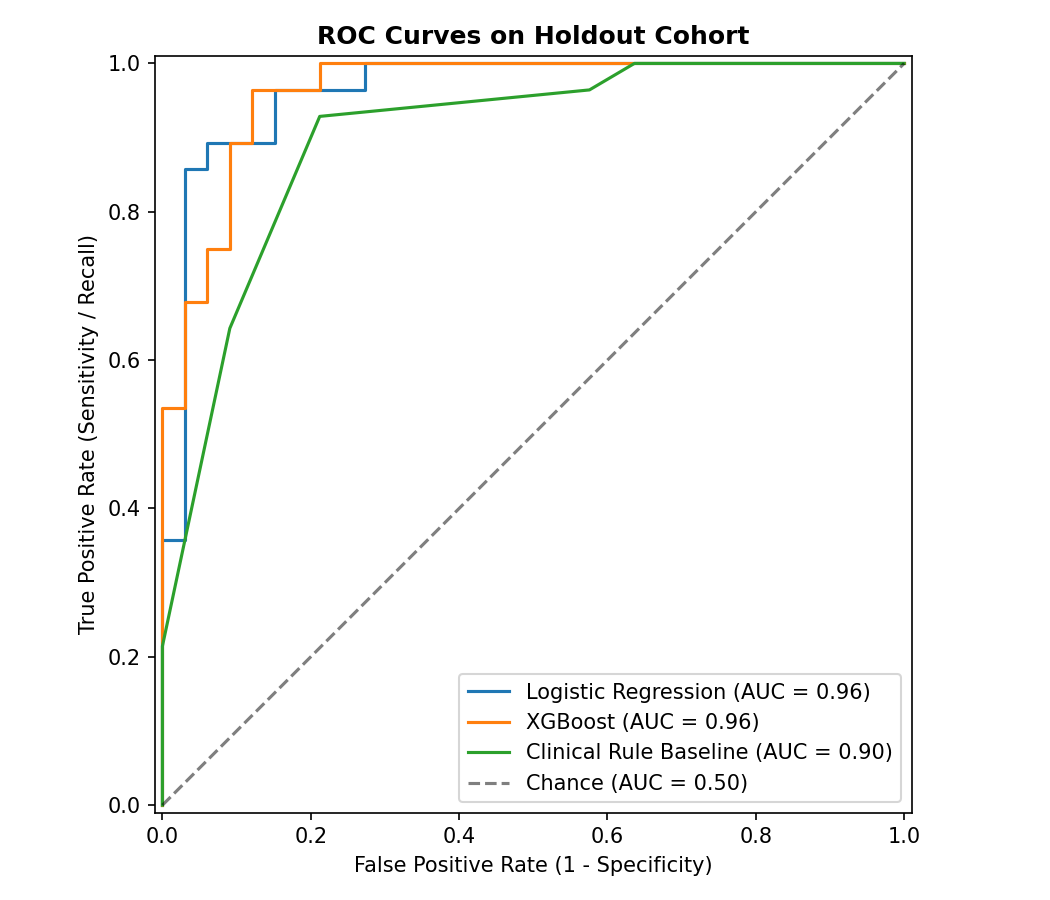 ROC Curves on Holdout Cohort
True Positive Rate (Sensitivity / Recall)
1.0
0.8
0.6
0.4
0.2
0.0
Logistic Regression (AUC = 0.96)
XGBoost (AUC = 0.96)
Clinical Rule Baseline (AUC = 0.90)
Chance (AUC = 0.50)
0.0 0.2 0.4 0.6 0.8 1.0
False Positive Rate (1 - Specificity)